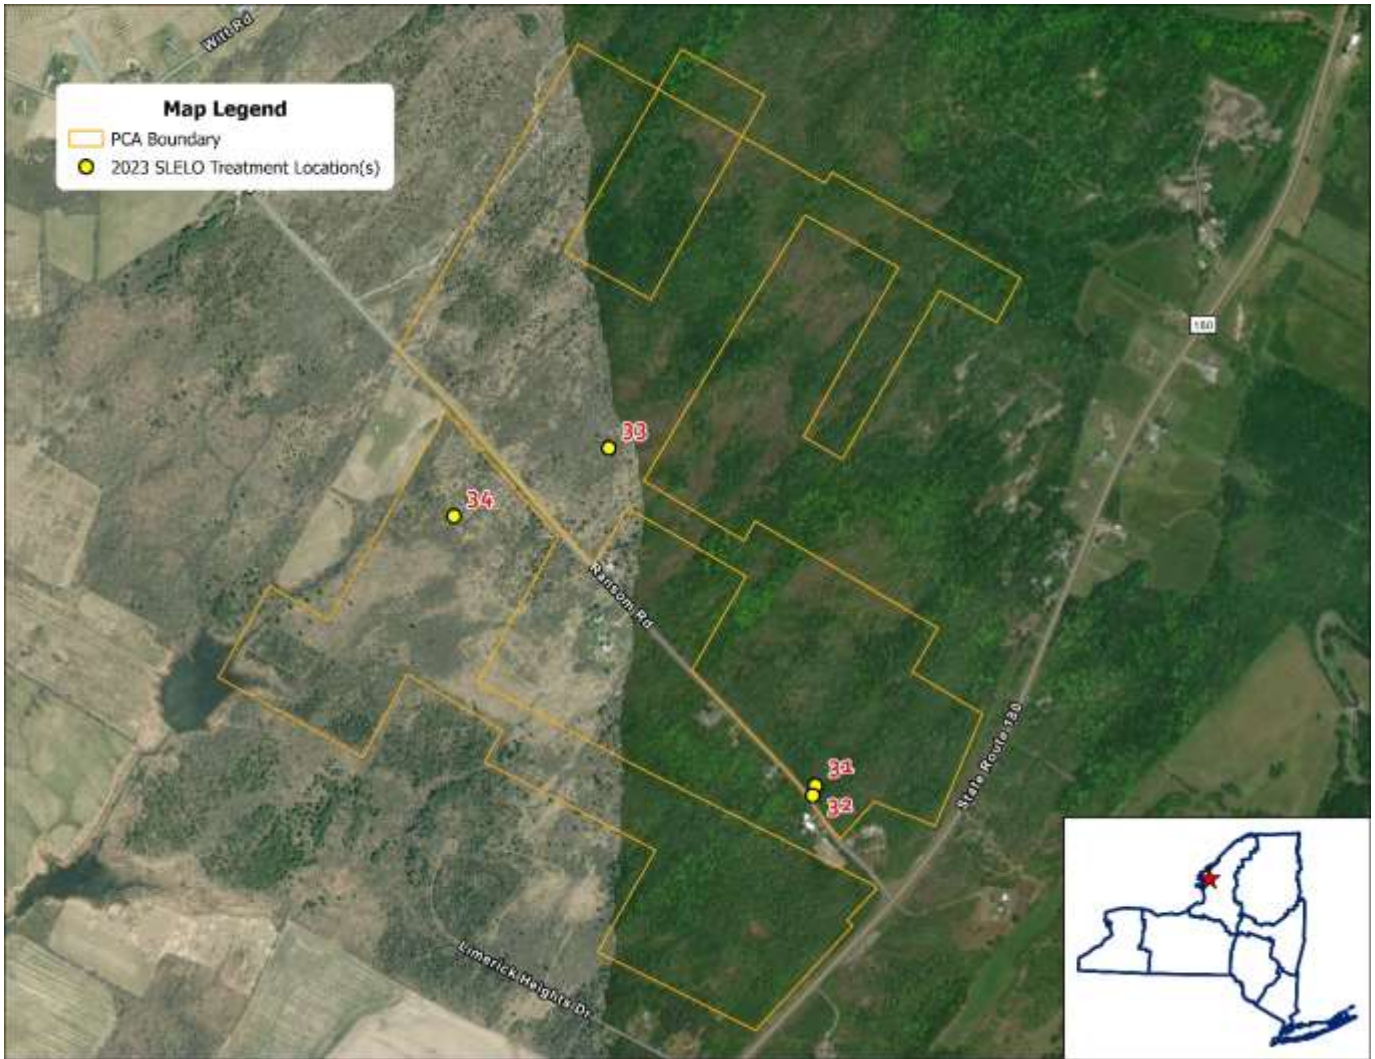 Witt Rd
Map Legend
PCA Boundary
2023 SLELO Treatment Location(s)
180
33
34
Ransom Rd
31
32
State Route 180
Limerick Heights Dr